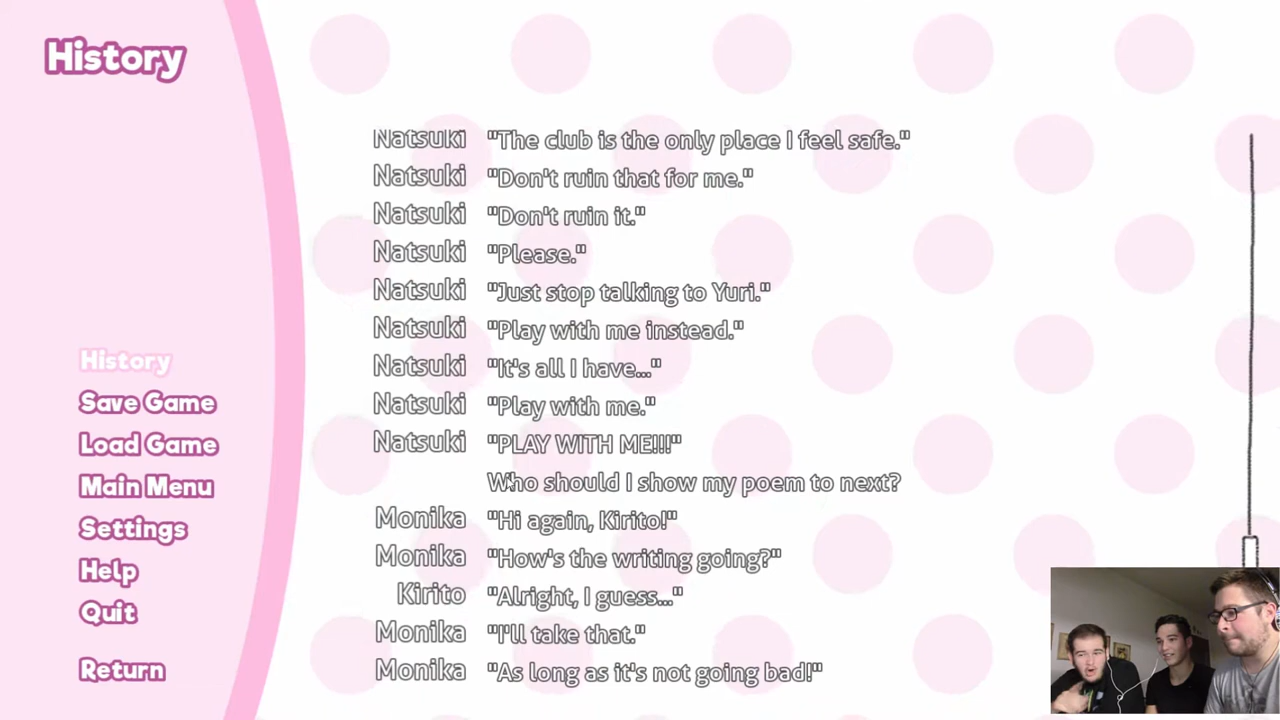 History
Natsuki "The club is the only place I feel safe."
Natsuki "Don't ruin that for me."
Natsuki "Don't ruin it."
Natsuki "Please."
Natsuki "Just stop talking to Yuri."
Natsuki "Play with me instead."
Natsuki "It's all I have..."
Natsuki "Play with me."
Natsuki "PLAY WITH ME!!!"
Who should I show my poem to next?
Monika "Hi again, Kirito!"
Monika "How's the writing going?"
Kirito "Alright, I guess..."
Monika "I'll take that."
Monika "As long as it's not going bad!"
History
Save Game
Load Game
Main Menu
Settings
Help
Quit
Return